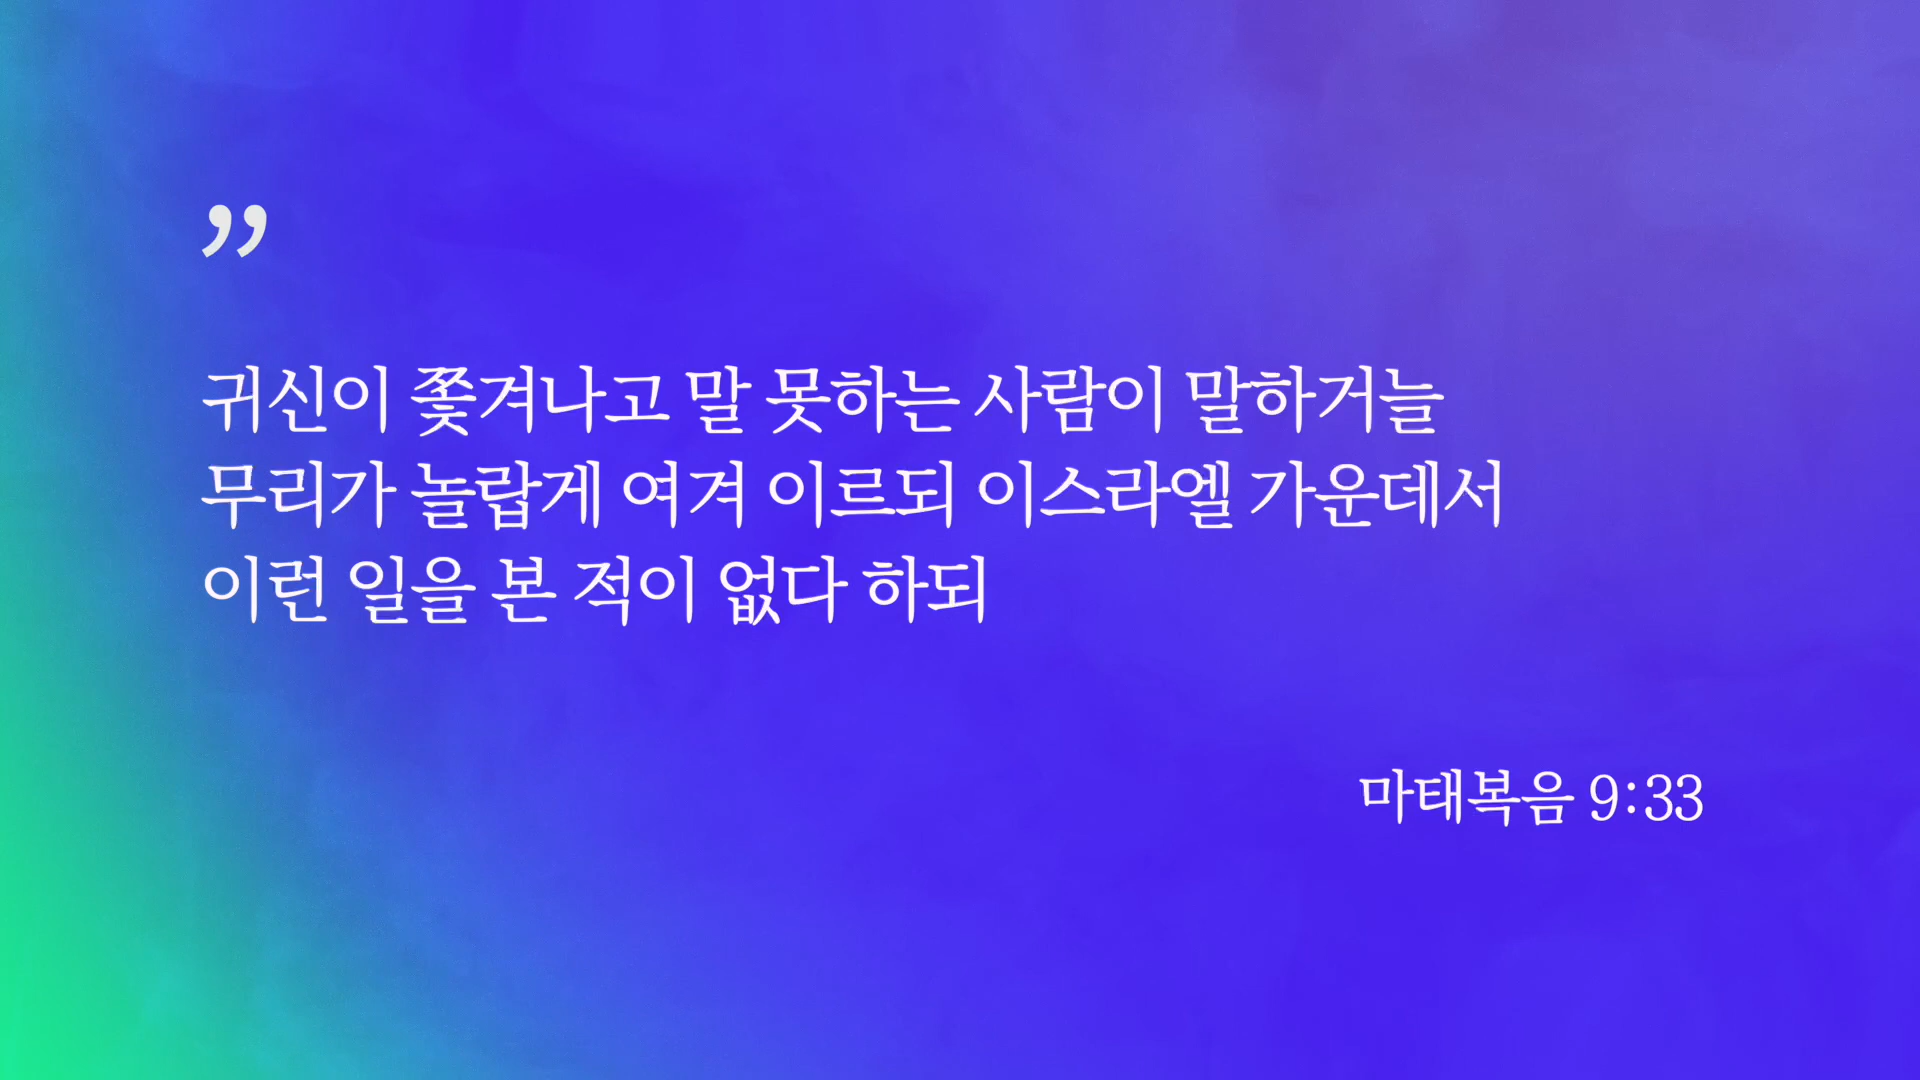 ”
귀신이 쫓겨나고 말 못하는 사람이 말하거늘
무리가 놀랍게 여겨 이르되 이스라엘 가운데서
이런 일을 본 적이 없다 하되
마태복음 9:33